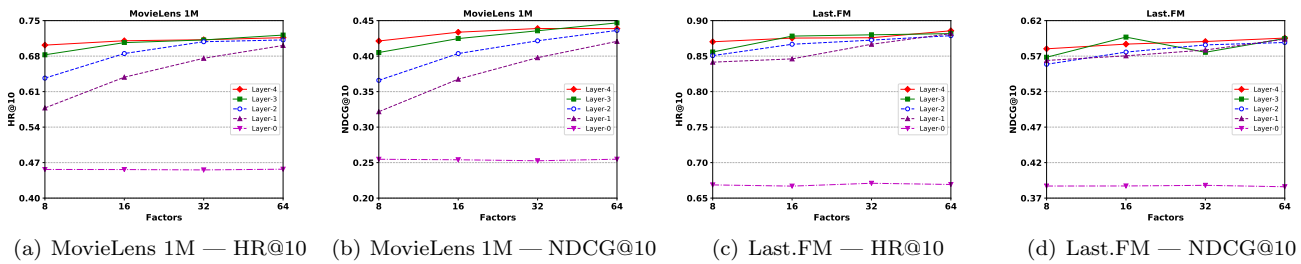 MovieLens 1M
HR@10
0.75
0.68
0.61
0.54
0.47
0.40
8
16
32
64
Factors
Layer-4
Layer-3
Layer-2
Layer-1
Layer-0
(a) MovieLens 1M — HR@10
MovieLens 1M
NDCG@10
0.45
0.40
0.35
0.30
0.25
0.20
8
16
32
64
Factors
Layer-4
Layer-3
Layer-2
Layer-1
Layer-0
(b) MovieLens 1M — NDCG@10
Last.FM
HR@10
0.90
0.85
0.80
0.75
0.70
0.65
8
16
32
64
Factors
Layer-4
Layer-3
Layer-2
Layer-1
Layer-0
(c) Last.FM — HR@10
Last.FM
NDCG@10
0.62
0.57
0.52
0.47
0.42
0.37
8
16
32
64
Factors
Layer-4
Layer-3
Layer-2
Layer-1
Layer-0
(d) Last.FM — NDCG@10